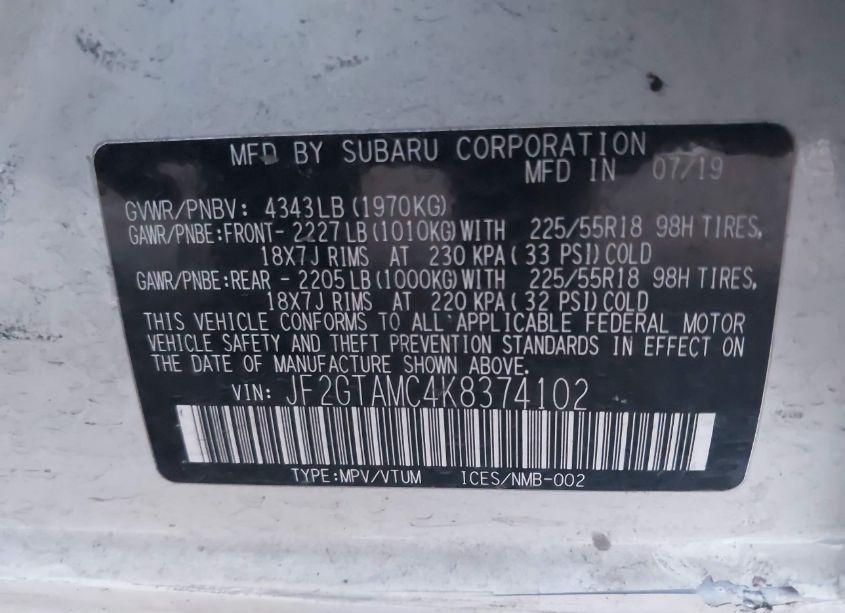 MFD BY SUBARU CORPORATION
MFD IN 07/19
GVWR/PNBV: 4343LB(1970KG)
GAWR/PNBE:FRONT- 2227LB(1010KG)WITH 225/55R18 98H TIRES,
18X7J RIMS AT 230 KPA(33 PSI)COLD
GAWR/PNBE:REAR - 2205LB(1000KG)WITH 225/55R18 98H TIRES,
18X7J RIMS AT 220 KPA(32 PSI)COLD
THIS VEHICLE CONFORMS TO ALL APPLICABLE FEDERAL MOTOR
VEHICLE SAFETY AND THEFT PREVENTION STANDARDS IN EFFECT ON
THE DATE OF MANUFACTURE SHOWN ABOVE.
VIN: JF2GTAMC4K8374102
TYPE:MPV/VTUM ICES/NMB-002